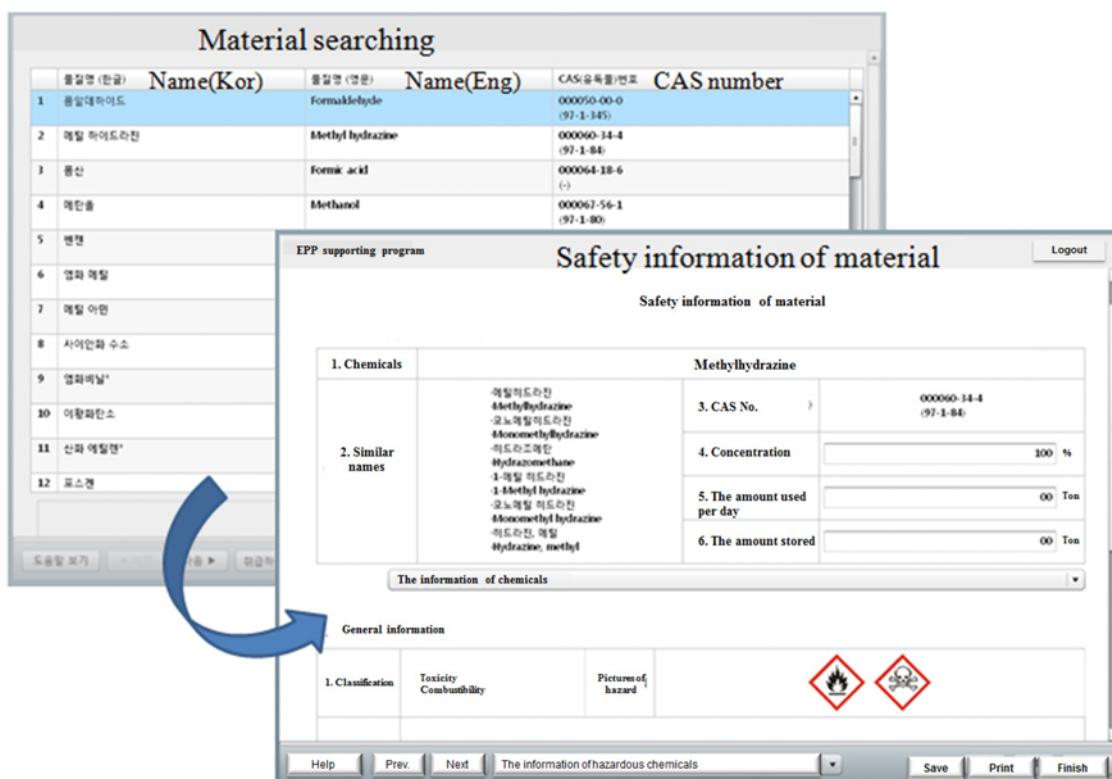 Material searching
물질명 (한글) Name(Kor) 물질명 (영문) Name(Eng) CAS(유독물)번호 CAS number
1 폼알데하이드 Formaldehyde 000050-00-0
(97-1-345)
2 메틸 하이드라진 Methyl hydrazine 000060-34-4
(97-1-84)
3 폼산 Formic acid 000064-18-6
(-)
4 메탄올 Methanol 000067-56-1
(97-1-80)
5 벤젠
6 염화 메틸
7 메틸 아민
8 사이안화 수소
9 염화비닐*
10 이황화탄소
11 산화 에틸렌*
12 포스겐
도움말 보기
EPP supporting program
Safety information of material
Logout
Safety information of material
1. Chemicals Methylhydrazine
2. Similar names
-메틸히드라진
-Methylhydrazine
-모노메틸히드라진
-Monomethylhydrazine
-히드라조메탄
-Hydrazomethane
-1-메틸 히드라진
-1-Methyl hydrazine
-모노메틸 히드라진
-Monomethyl hydrazine
-히드라진, 메틸
-Hydrazine, methyl
3. CAS No. 000060-34-4
(97-1-84)
4. Concentration 100 %
5. The amount used per day 00 Ton
6. The amount stored 00 Ton
The information of chemicals
General information
1. Classification
Toxicity
Combustibility
Pictures of
hazard
Help Prev. Next The information of hazardous chemicals Save Print Finish